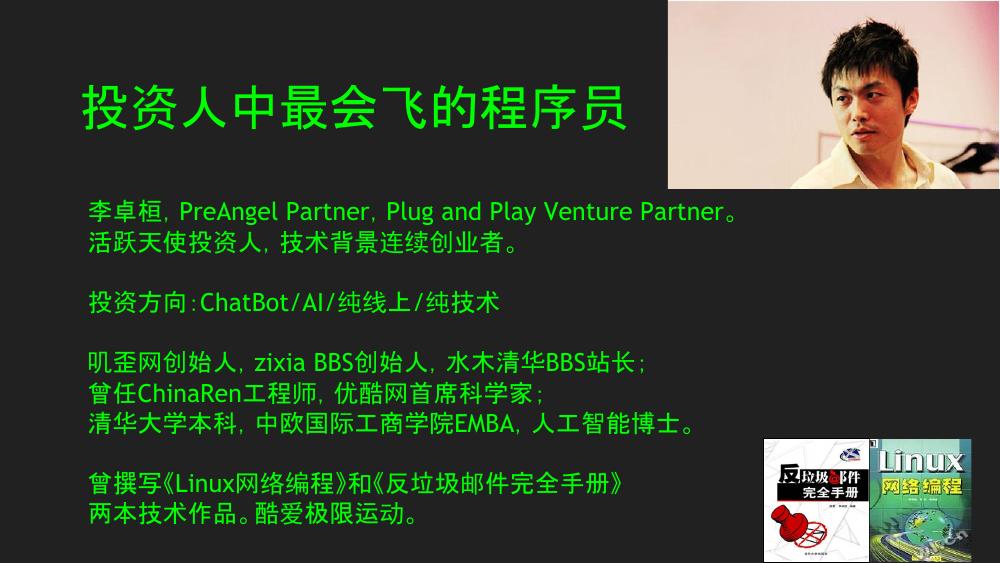 投资人中最会飞的程序员
李卓桓, PreAngel Partner, Plug and Play Venture Partner。
活跃天使投资人, 技术背景连续创业者。
投资方向:ChatBot/AI/纯线上/纯技术
叽歪网创始人, zixia BBS创始人, 水木清华BBS站长;
曾任ChinaRen工程师, 优酷网首席科学家;
清华大学本科, 中欧国际工商学院EMBA, 人工智能博士。
曾撰写《Linux网络编程》和《反垃圾邮件完全手册》
两本技术作品。酷爱极限运动。
反垃圾邮件
完全手册
Linux
网络编程